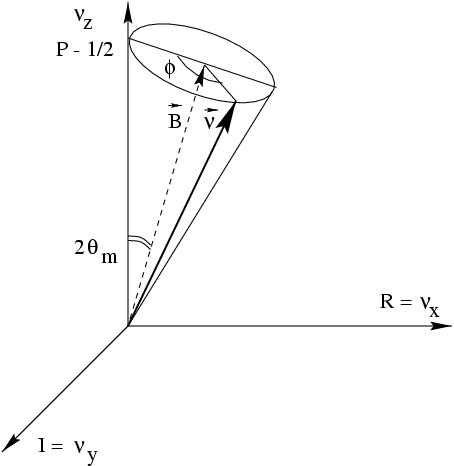 ν_z
P - 1/2
ϕ
B⃗ ν⃗
2θ_m
R = ν_x
I = ν_y